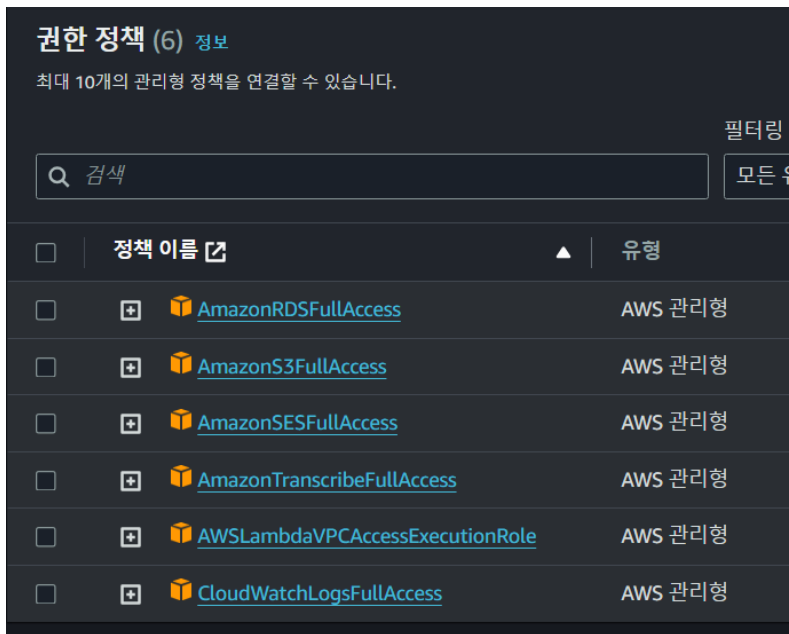 권한 정책 (6) 정보
최대 10개의 관리형 정책을 연결할 수 있습니다.
필터링
검색
모든
정책 이름 유형
AmazonRDSFullAccess AWS 관리형
AmazonS3FullAccess AWS 관리형
AmazonSESFullAccess AWS 관리형
AmazonTranscribeFullAccess AWS 관리형
AWSLambdaVPCAccessExecutionRole AWS 관리형
CloudWatchLogsFullAccess AWS 관리형